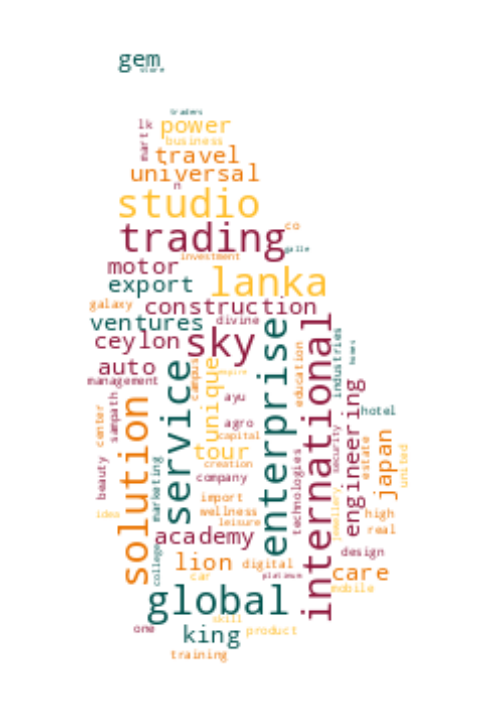 gem
store
traders
lk
mart
power
business
travel
universal
n
studio
co
trading
galle
investment
motor
lanka
export
galaxy
construction
ventures
divine
ceylon
sky
enterprise
international
industries
homes
auto
management
service
campus
unique
empire
education
hotel
center
sampath
solution
ayu
agro
capital
engineering
security
japan
estate
united
tour
creation
beauty
marketing
company
technologies
import
jewellery
idea
wellness
high
leisure
real
academy
college
design
lion
digital
car
platinum
care
mobile
global
skill
one
king
product
training